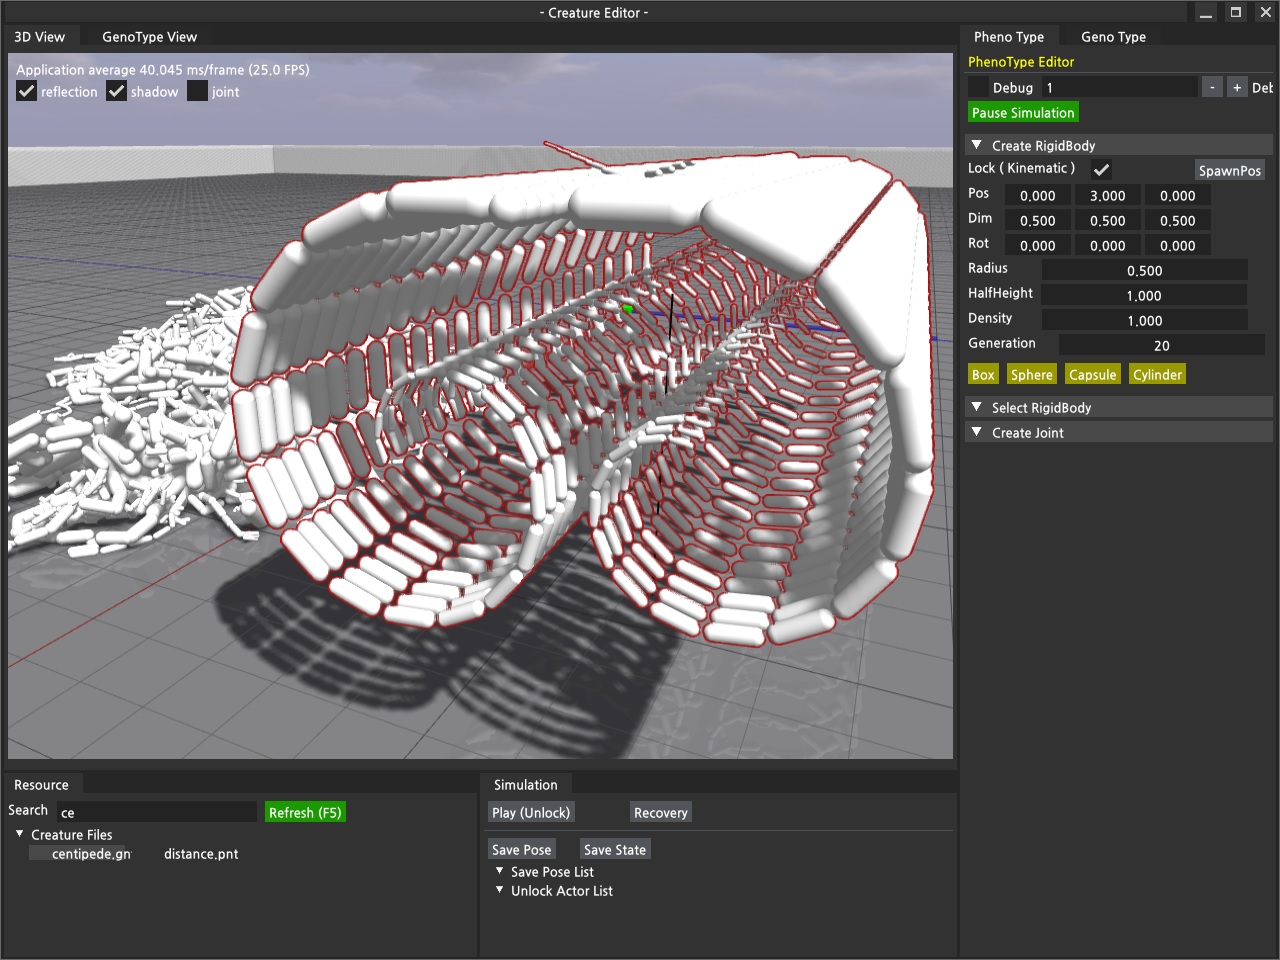 - Creature Editor -
3D View
GenoType View
Application average 40.045 ms/frame (25.0 FPS)
reflection
shadow
joint
Pheno Type
Geno Type
PhenoType Editor
Debug
1
-
+
Det
Pause Simulation
Create RigidBody
Lock ( Kinematic )
SpawnPos
Pos 0.000 3.000 0.000
Dim 0.500 0.500 0.500
Rot 0.000 0.000 0.000
Radius 0.500
HalfHeight 1.000
Density 1.000
Generation 20
Box Sphere Capsule Cylinder
Select RigidBody
Create Joint
Resource
Search ce Refresh (F5)
Creature Files
centipede.gn distance.pnt
Simulation
Play (Unlock) Recovery
Save Pose Save State
Save Pose List
Unlock Actor List